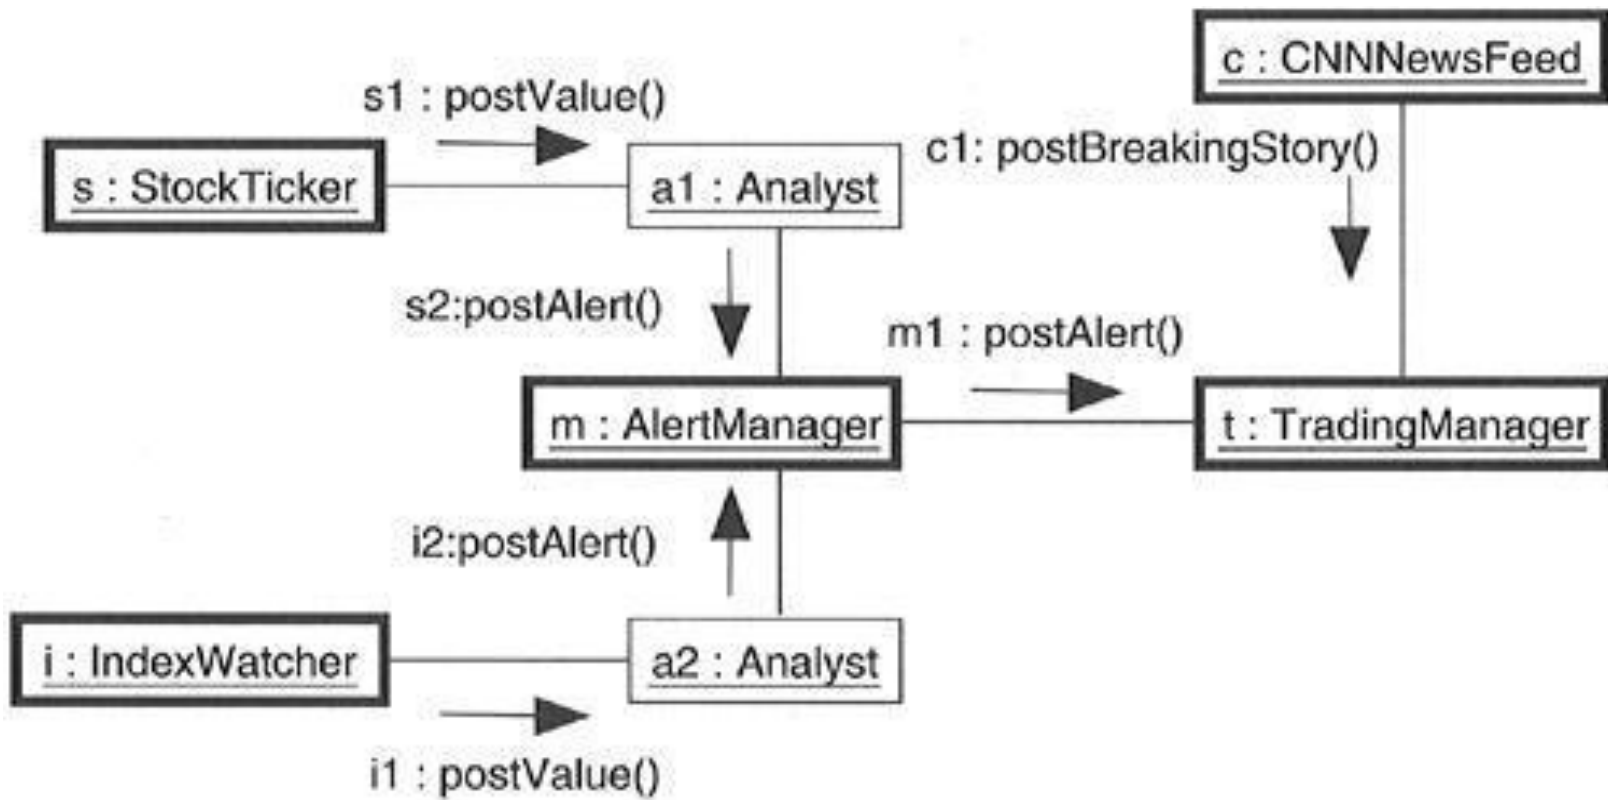 c : CNNNewsFeed
s1 : postValue()
c1: postBreakingStory()
s : StockTicker
a1 : Analyst
s2:postAlert()
m1 : postAlert()
m : AlertManager
t : TradingManager
i2:postAlert()
i : IndexWatcher
a2 : Analyst
i1 : postValue()